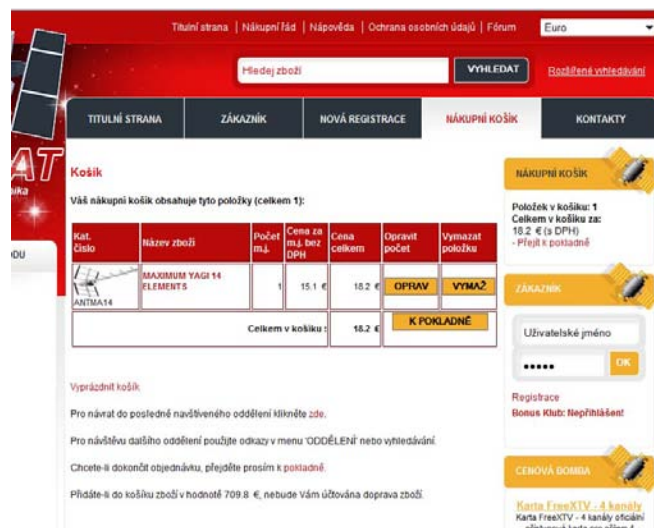 Titulní strana | Nákupní řád | Nápověda | Ochrana osobních údajů | Fórum
Euro
Hledej zboží
VYHLEDAT
Rozšířené vyhledávání
TITULNÍ STRANA
ZÁKAZNÍK
NOVÁ REGISTRACE
NÁKUPNÍ KOŠÍK
KONTAKTY
AT
nika
ODU
Košík
Váš nákupní košík obsahuje tyto položky (celkem 1):
Kat. číslo
Název zboží
Počet m.j.
Cena za m.j. bez DPH
Cena celkem
Opravit počet
Vymazat položku
ANTMA14
MAXIMUM YAGI 14
ELEMENTS
1
15.1 €
18.2 €
OPRAV
VYMAŽ
Celkem v košíku :
18.2 €
K POKLADNĚ
Vyprázdnit košík
Pro návrat do posledně navštíveného oddělení klikněte zde.
Pro návštěvu dalšího oddělení použijte odkazy v menu 'ODDĚLENÍ' nebo vyhledávání.
Chcete-li dokončit objednávku, přejděte prosím k pokladně.
Přidáte-li do košíku zboží v hodnotě 709.8 €, nebude Vám účtována doprava zboží.
NÁKUPNÍ KOŠÍK
Položek v košíku: 1
Celkem v košíku za:
18.2 € (s DPH)
- Přejít k pokladně
ZÁKAZNÍK
Uživatelské jméno
•••••
OK
Registrace
Bonus Klub: Nepřihlášen!
CENOVÁ BOMBA
Karta FreeXTV - 4 kanály
Karta FreeXTV - 4 kanály oficiální